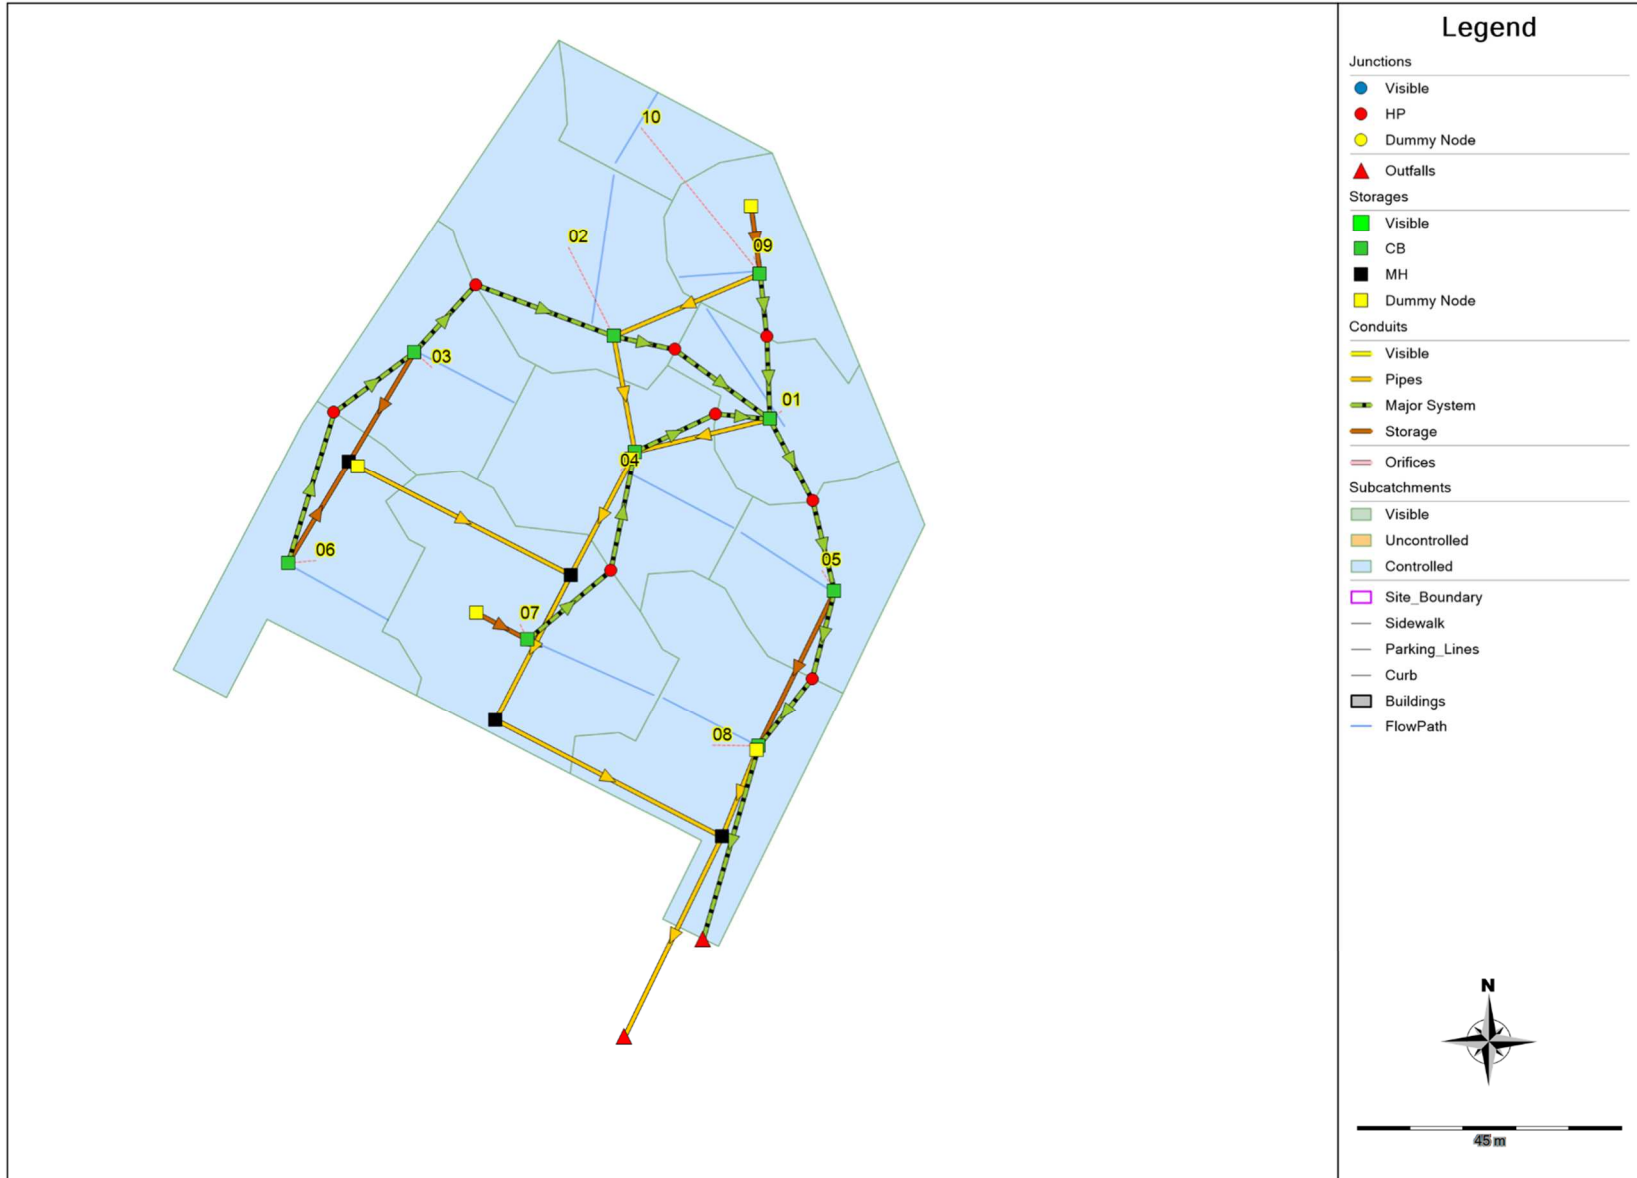 10
02
09
03
01
04
05
06
07
08
Legend
Junctions
Visible
HP
Dummy Node
Outfalls
Storages
Visible
CB
MH
Dummy Node
Conduits
Visible
Pipes
Major System
Storage
Orifices
Subcatchments
Visible
Uncontrolled
Controlled
Site_Boundary
Sidewalk
Parking_Lines
Curb
Buildings
FlowPath
N
45 m